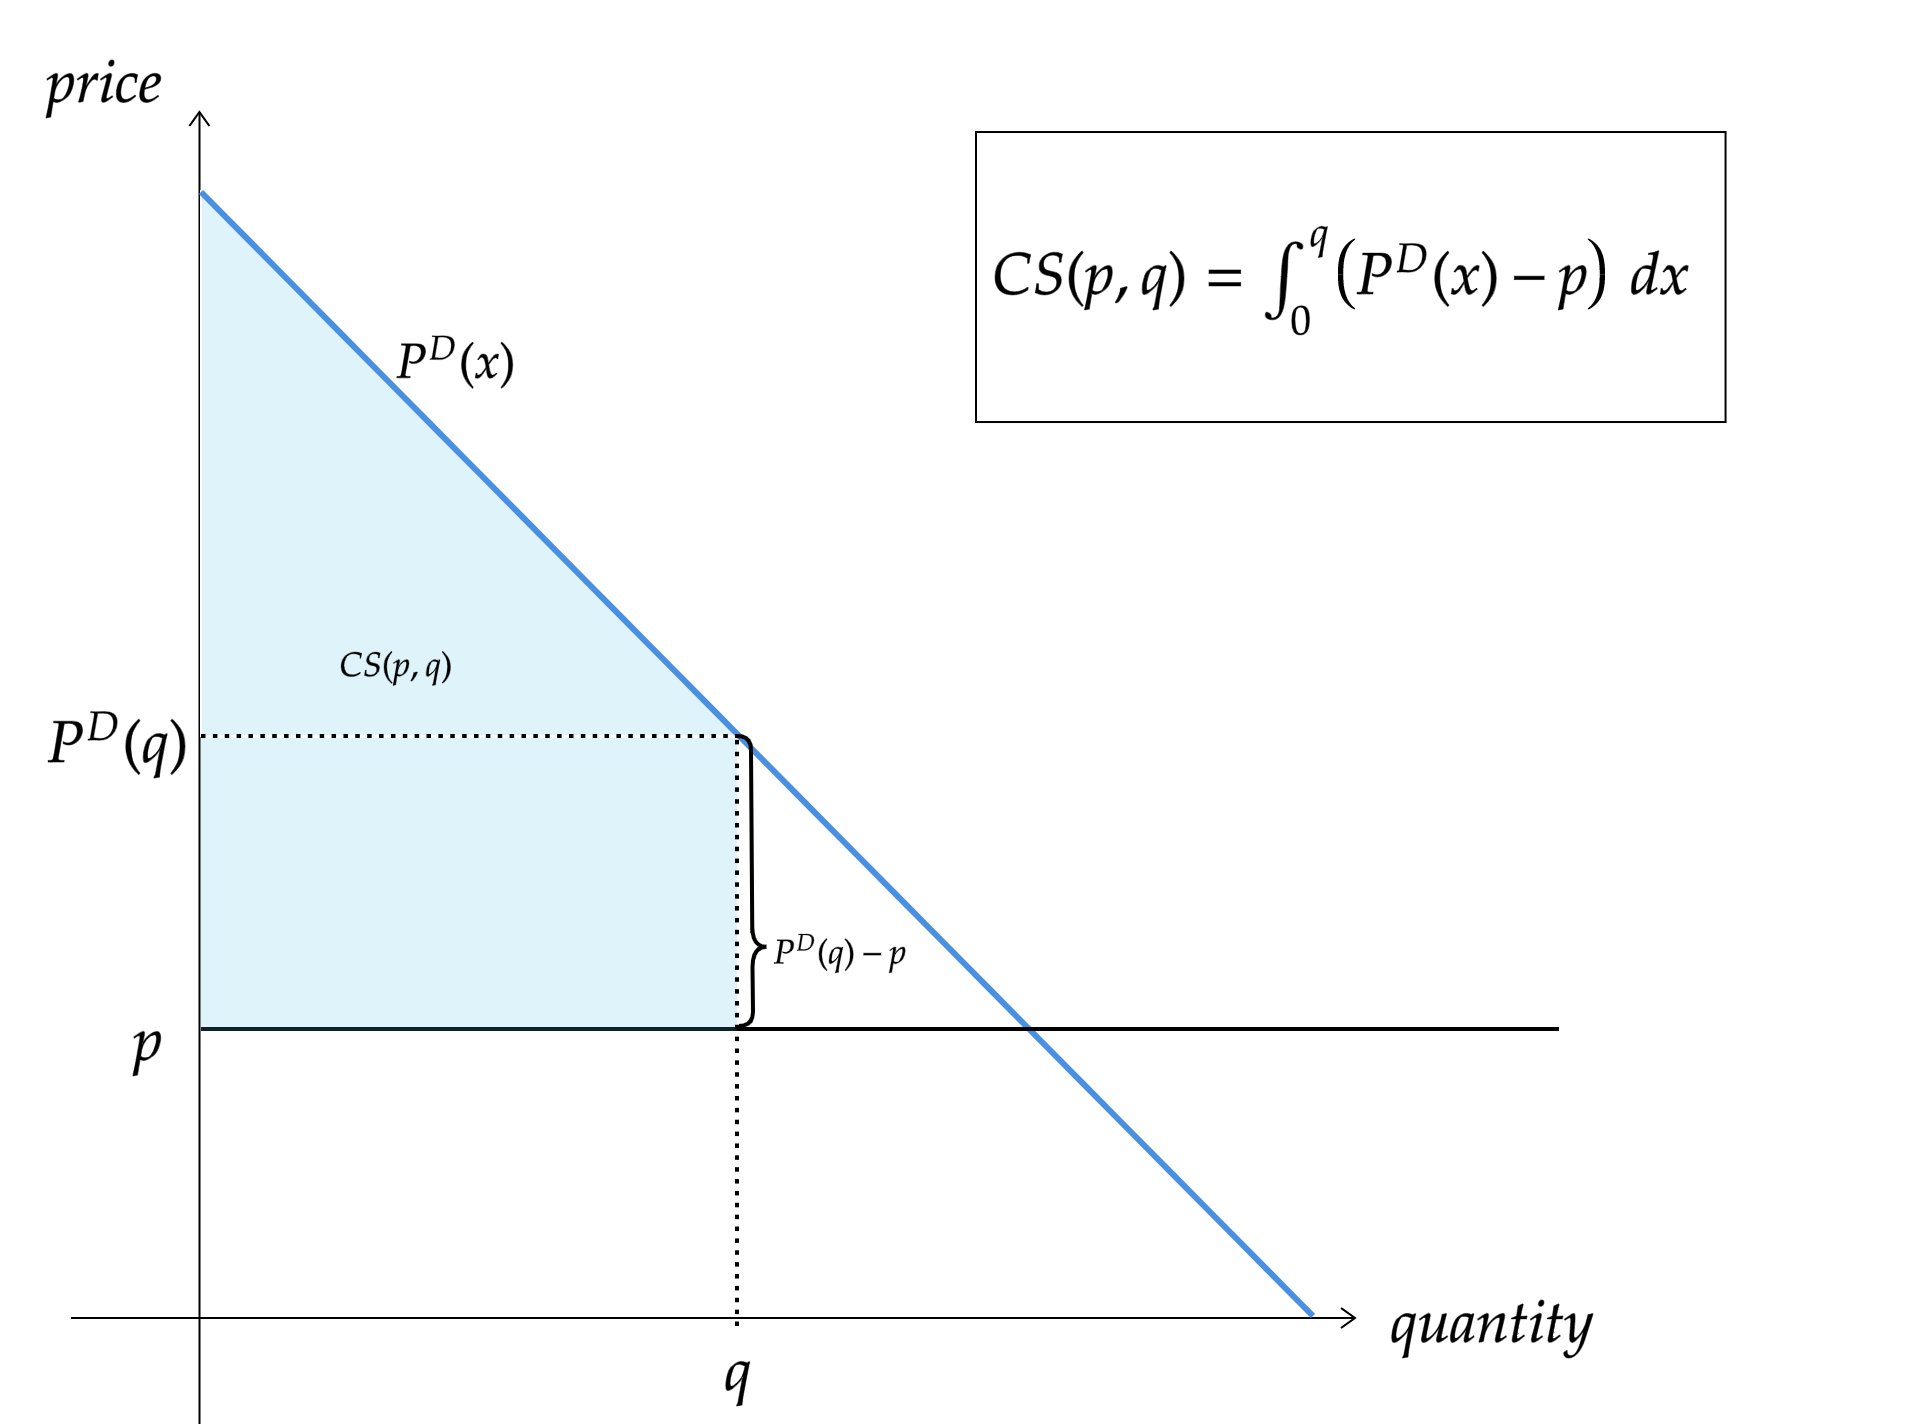 price
CS(p, q) = ∫₀^q (P^D(x) − p) dx
P^D(x)
CS(p, q)
P^D(q)
P^D(q) − p
p
quantity
q